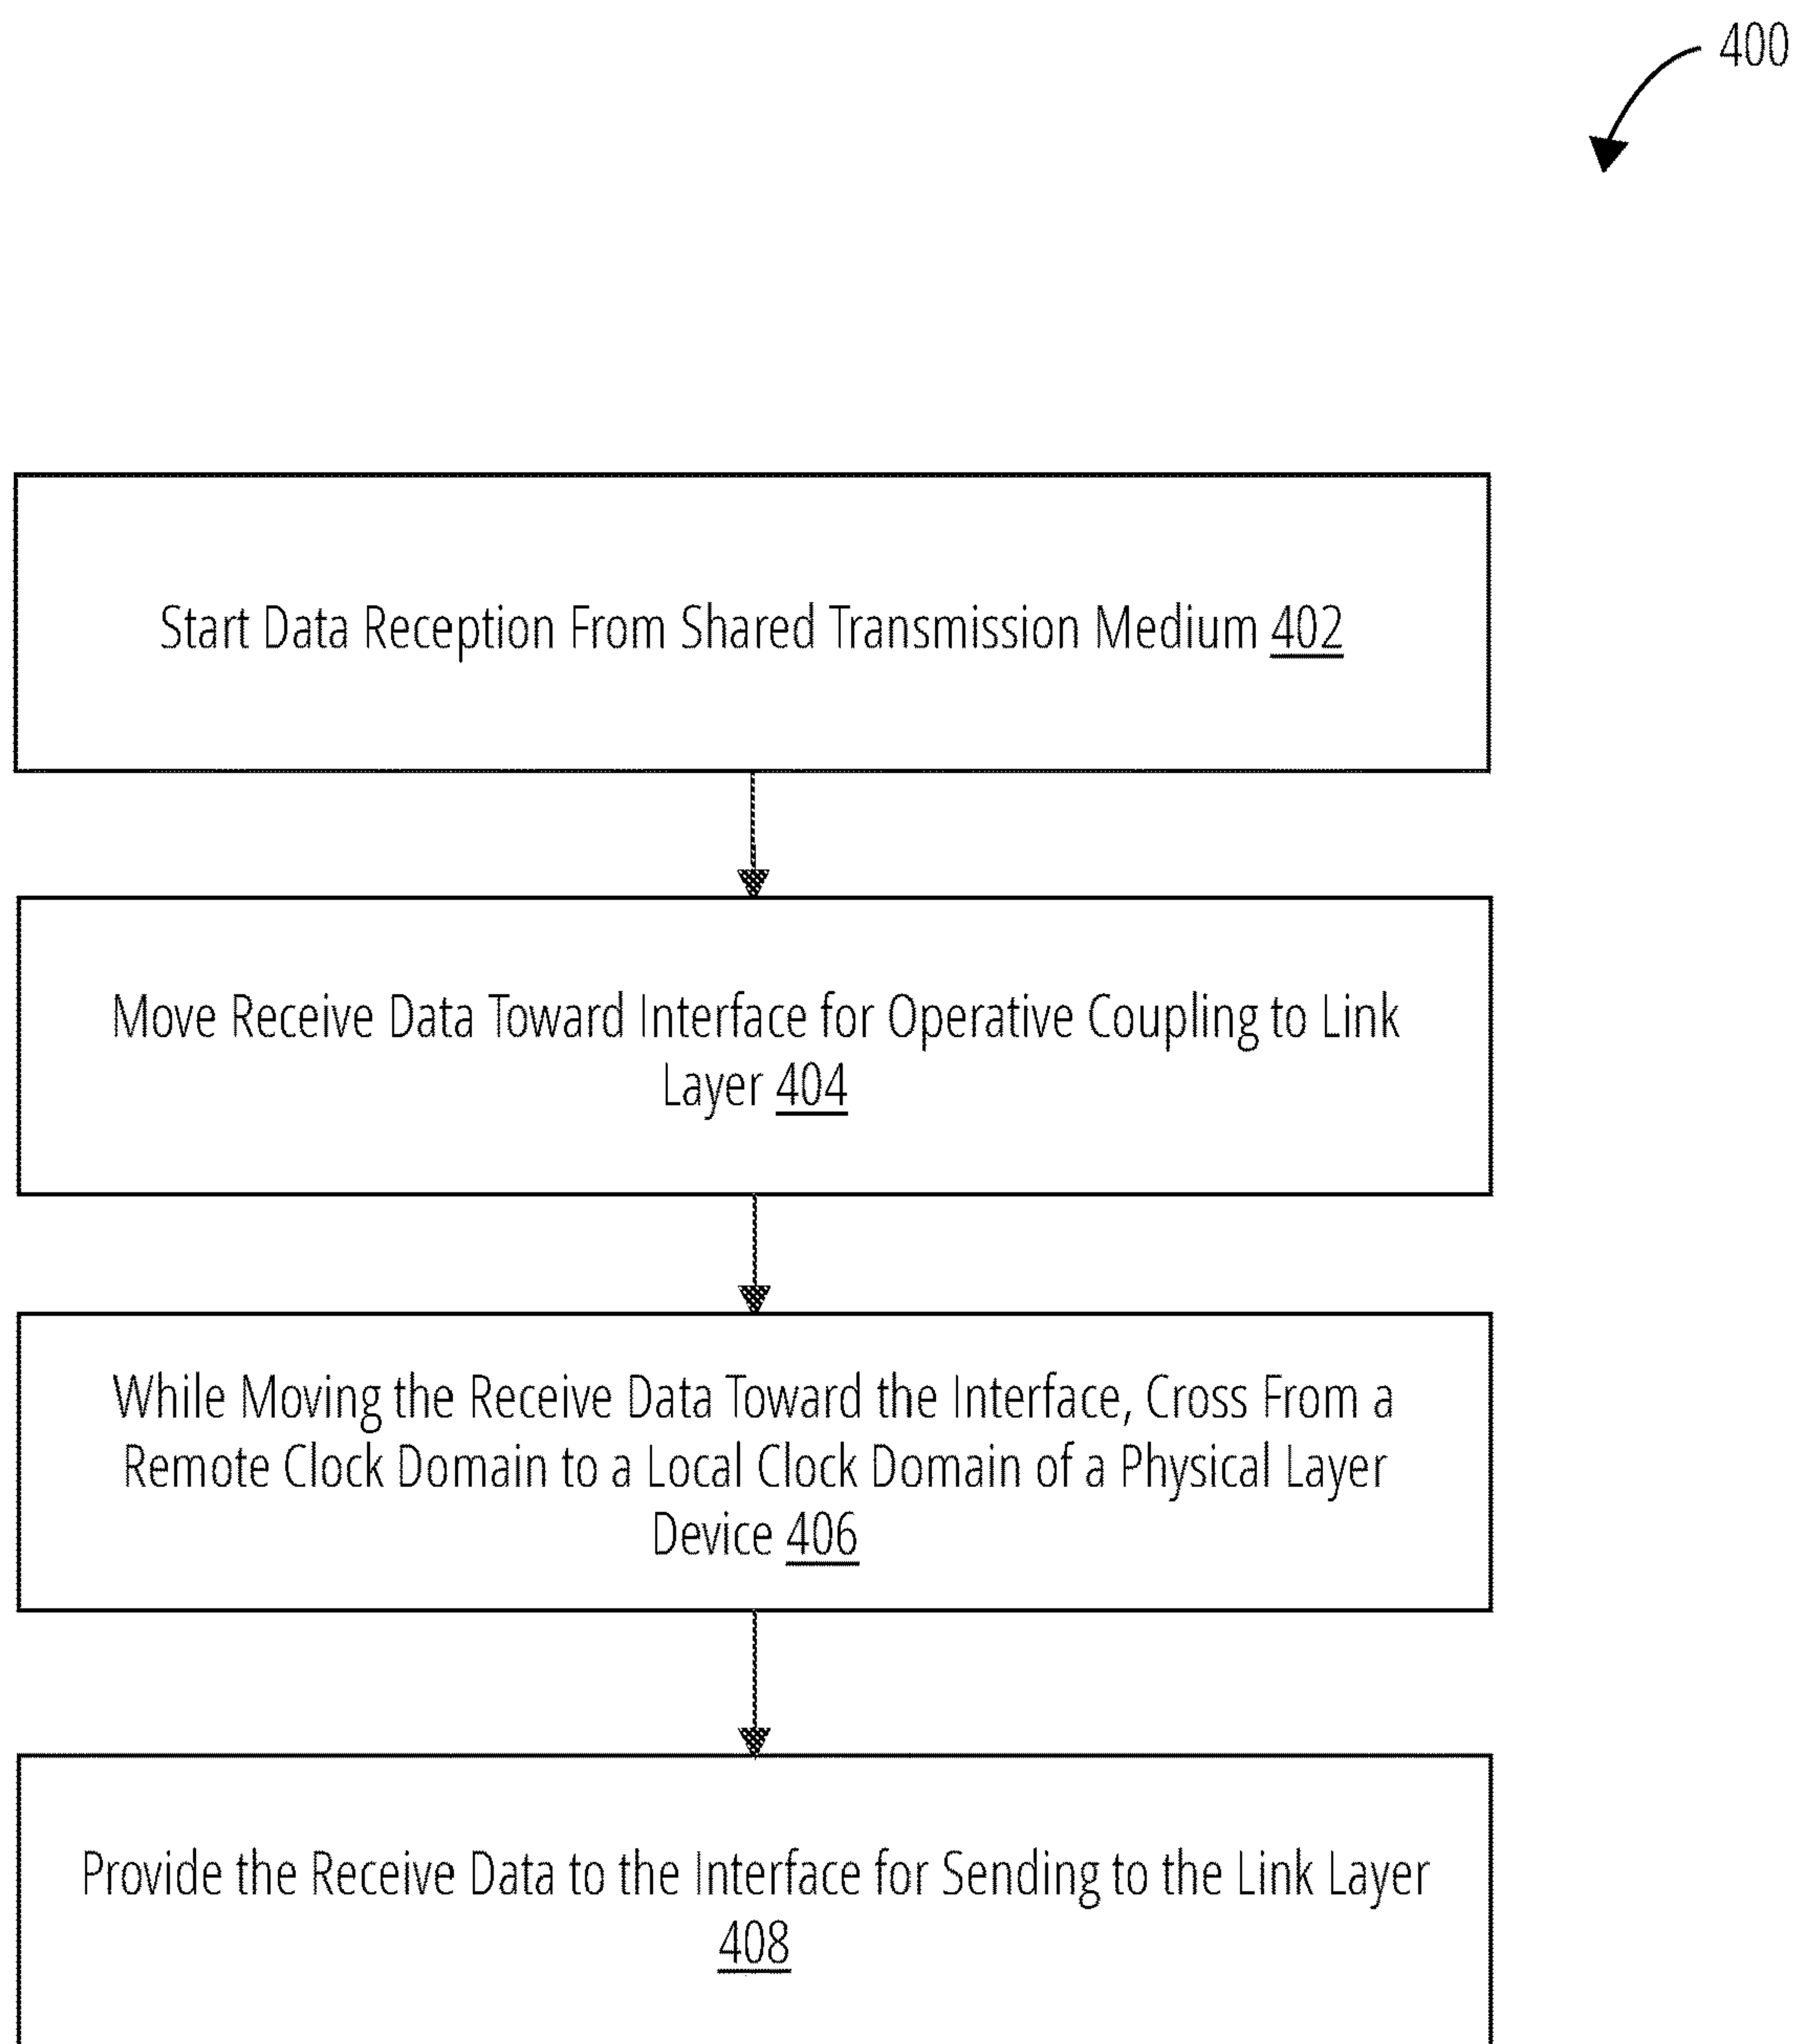 400
Start Data Reception From Shared Transmission Medium 402
Move Receive Data Toward Interface for Operative Coupling to Link
Layer 404
While Moving the Receive Data Toward the Interface, Cross From a
Remote Clock Domain to a Local Clock Domain of a Physical Layer
Device 406
Provide the Receive Data to the Interface for Sending to the Link Layer
408